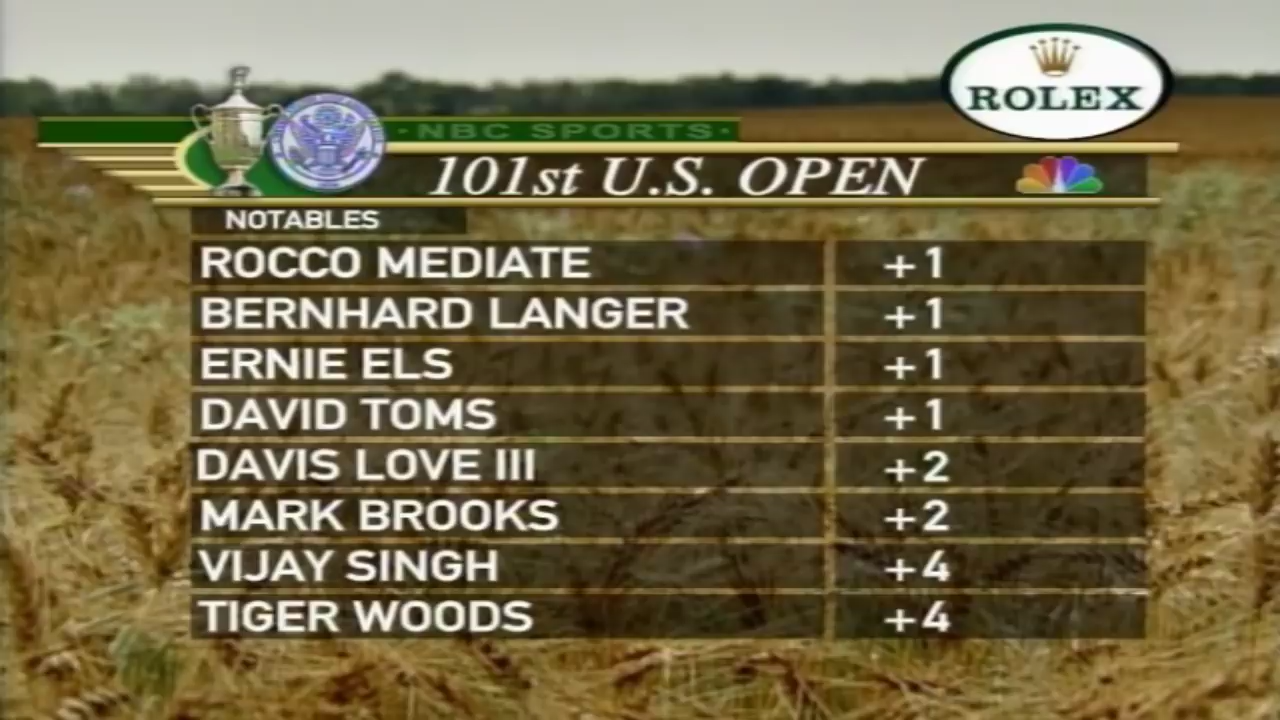 ROLEX
NBC SPORTS
101st U.S. OPEN
NOTABLES
ROCCO MEDIATE +1
BERNHARD LANGER +1
ERNIE ELS +1
DAVID TOMS +1
DAVIS LOVE III +2
MARK BROOKS +2
VIJAY SINGH +4
TIGER WOODS +4